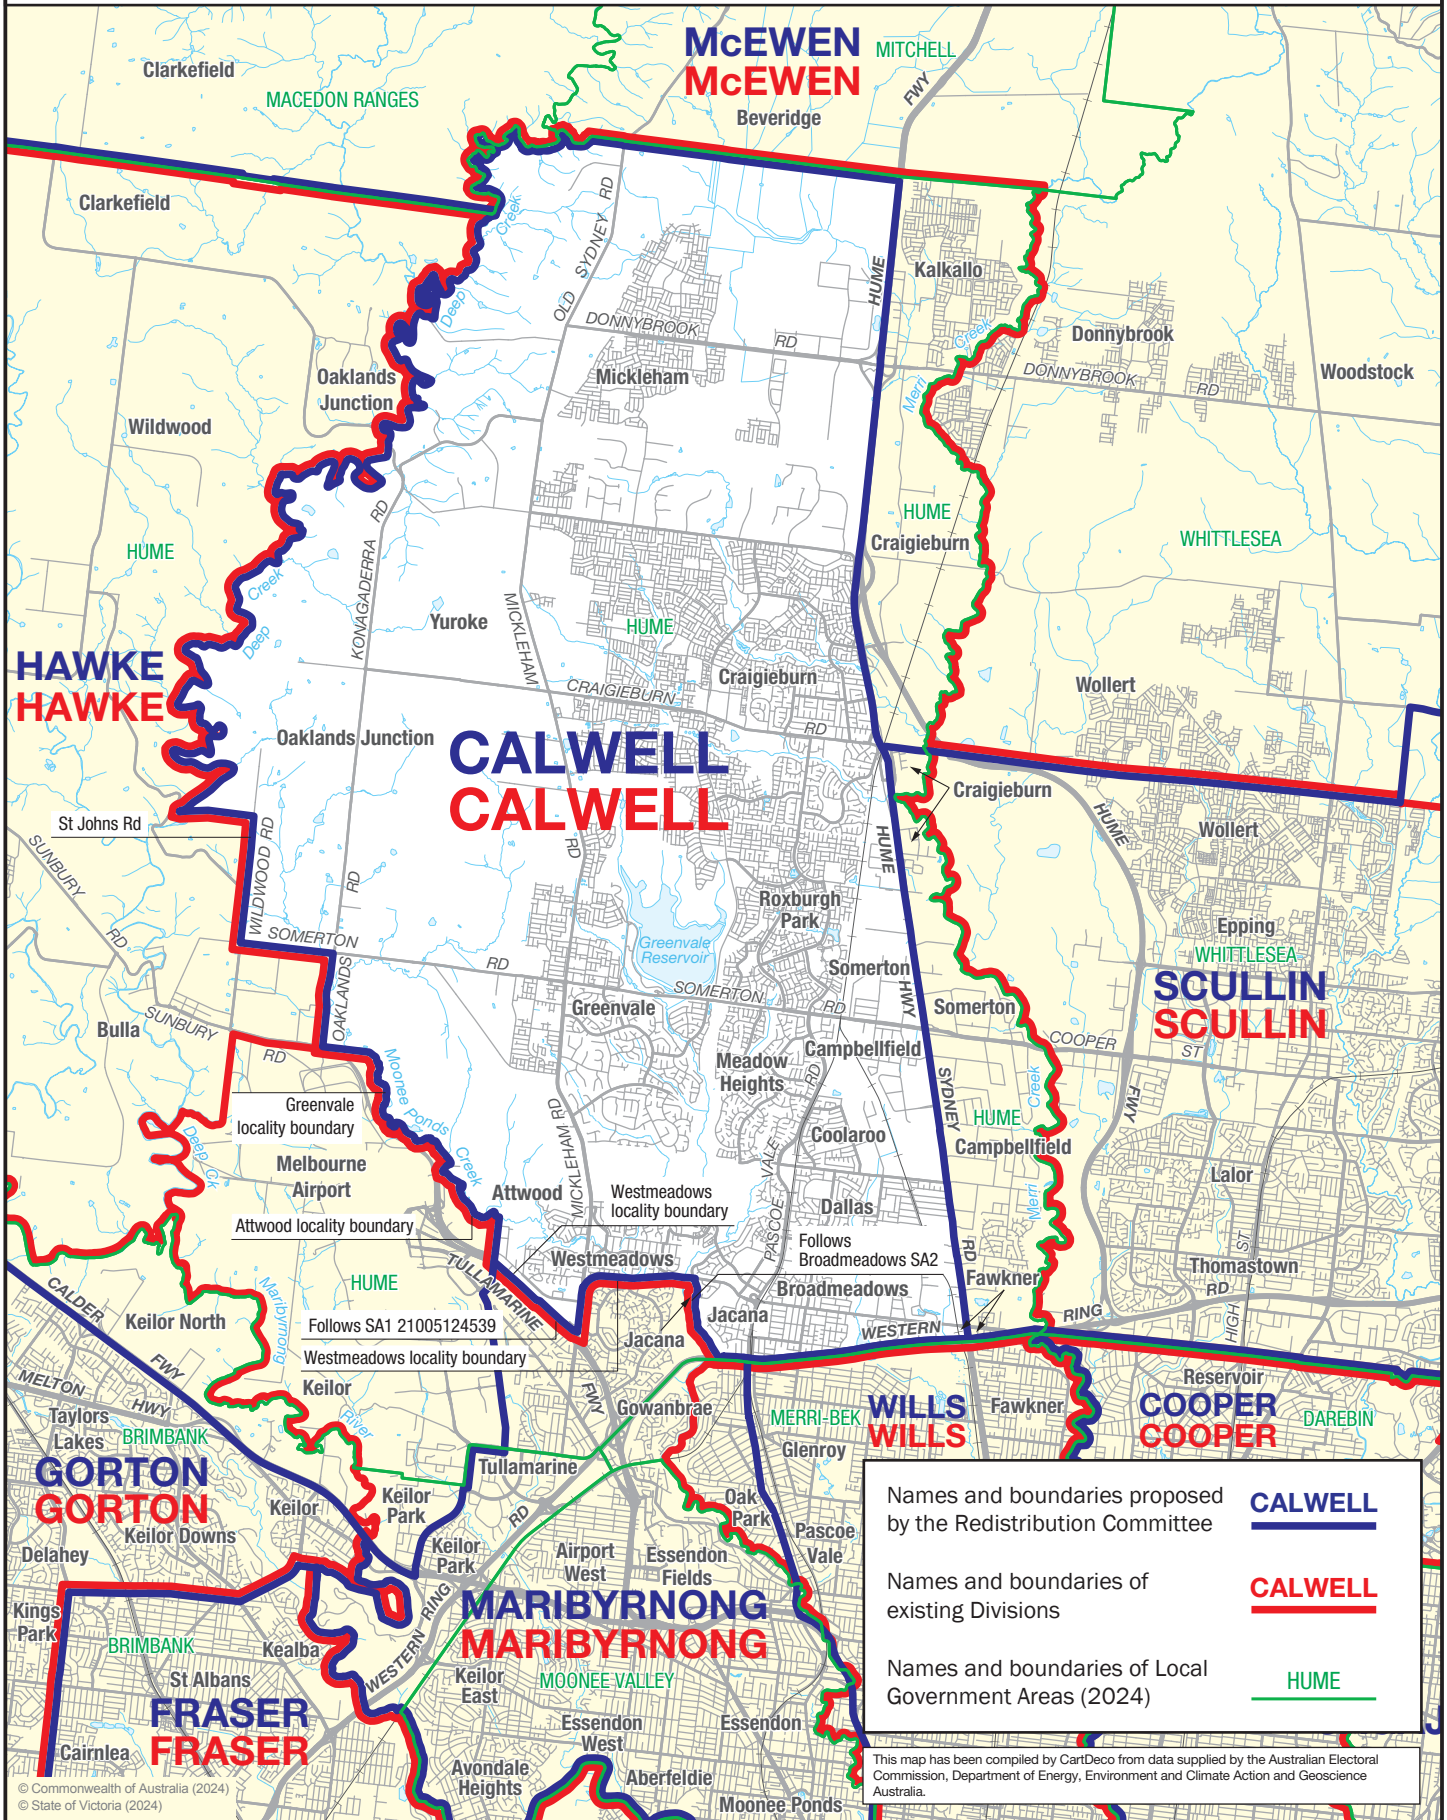 McEWEN
McEWEN
MITCHELL
FWY
Beveridge
Clarkefield
MACEDON RANGES
Clarkefield
Creek
OLD SYDNEY RD
Deep
HUME
Kalkallo
DONNYBROOK
RD
Creek
Merri
Donnybrook
DONNYBROOK
RD
Woodstock
Mickleham
Oaklands
Junction
Wildwood
RD
HUME
Craigieburn
WHITTLESEA
HUME
KONAGADERRA
Creek
Deep
Yuroke
MICKLEHAM
HUME
HAWKE
HAWKE
Craigieburn
CRAIGIEBURN
RD
Wollert
Oaklands Junction
CALWELL
CALWELL
Craigieburn
St Johns Rd
HUME
HUME
Wollert
SUNBURY
RD
WILDWOOD RD
RD
RD
Roxburgh
Park
Epping
WHITTLESEA
SOMERTON
RD
Greenvale
Reservoir
Somerton
SCULLIN
SCULLIN
SOMERTON
RD
HWY
Somerton
Greenvale
OAKLANDS
Bulla
SUNBURY
RD
Moonee Ponds
Creek
Meadow
Heights
Campbellfield
RD
COOPER
ST
Greenvale
locality boundary
SYDNEY
Creek
FWY
HUME
Campbellfield
Deep Ck
Melbourne
Airport
MICKLEHAM RD
Coolaroo
VALE
Lalor
Attwood
Westmeadows
locality boundary
Dallas
Merri
Attwood locality boundary
PASCOE
Follows
Broadmeadows SA2
RD
ST
Westmeadows
TULLAMARINE
Thomastown
RD
Fawkner
Broadmeadows
HUME
CALDER
Maribyrnong
Keilor North
Follows SA1 21005124539
Jacana
Jacana
WESTERN
RING
HIGH
Westmeadows locality boundary
FWY
MELTON
HWY
Keilor
FWY
Reservoir
Taylors
Lakes
BRIMBANK
River
Gowanbrae
MERRI-BEK
WILLS
WILLS
Fawkner
COOPER
COOPER
DAREBIN
Glenroy
GORTON
GORTON
Tullamarine
Keilor
Keilor
Park
RD
Oak
Park
Keilor Downs
Delahey
Pascoe
Vale
Keilor
Park
Airport
West
Essendon
Fields
Kings
Park
MARIBYRNONG
MARIBYRNONG
WESTERN RING
BRIMBANK
Kealba
St Albans
Keilor
East
MOONEE VALLEY
FRASER
FRASER
Essendon
West
Essendon
Cairnlea
Avondale
Heights
Aberfeldie
Moonee Ponds
Names and boundaries proposed
by the Redistribution Committee
CALWELL
Names and boundaries of
existing Divisions
CALWELL
Names and boundaries of Local
Government Areas (2024)
HUME
This map has been compiled by CartDeco from data supplied by the Australian Electoral
Commission, Department of Energy, Environment and Climate Action and Geoscience
Australia.
© Commonwealth of Australia (2024)
© State of Victoria (2024)